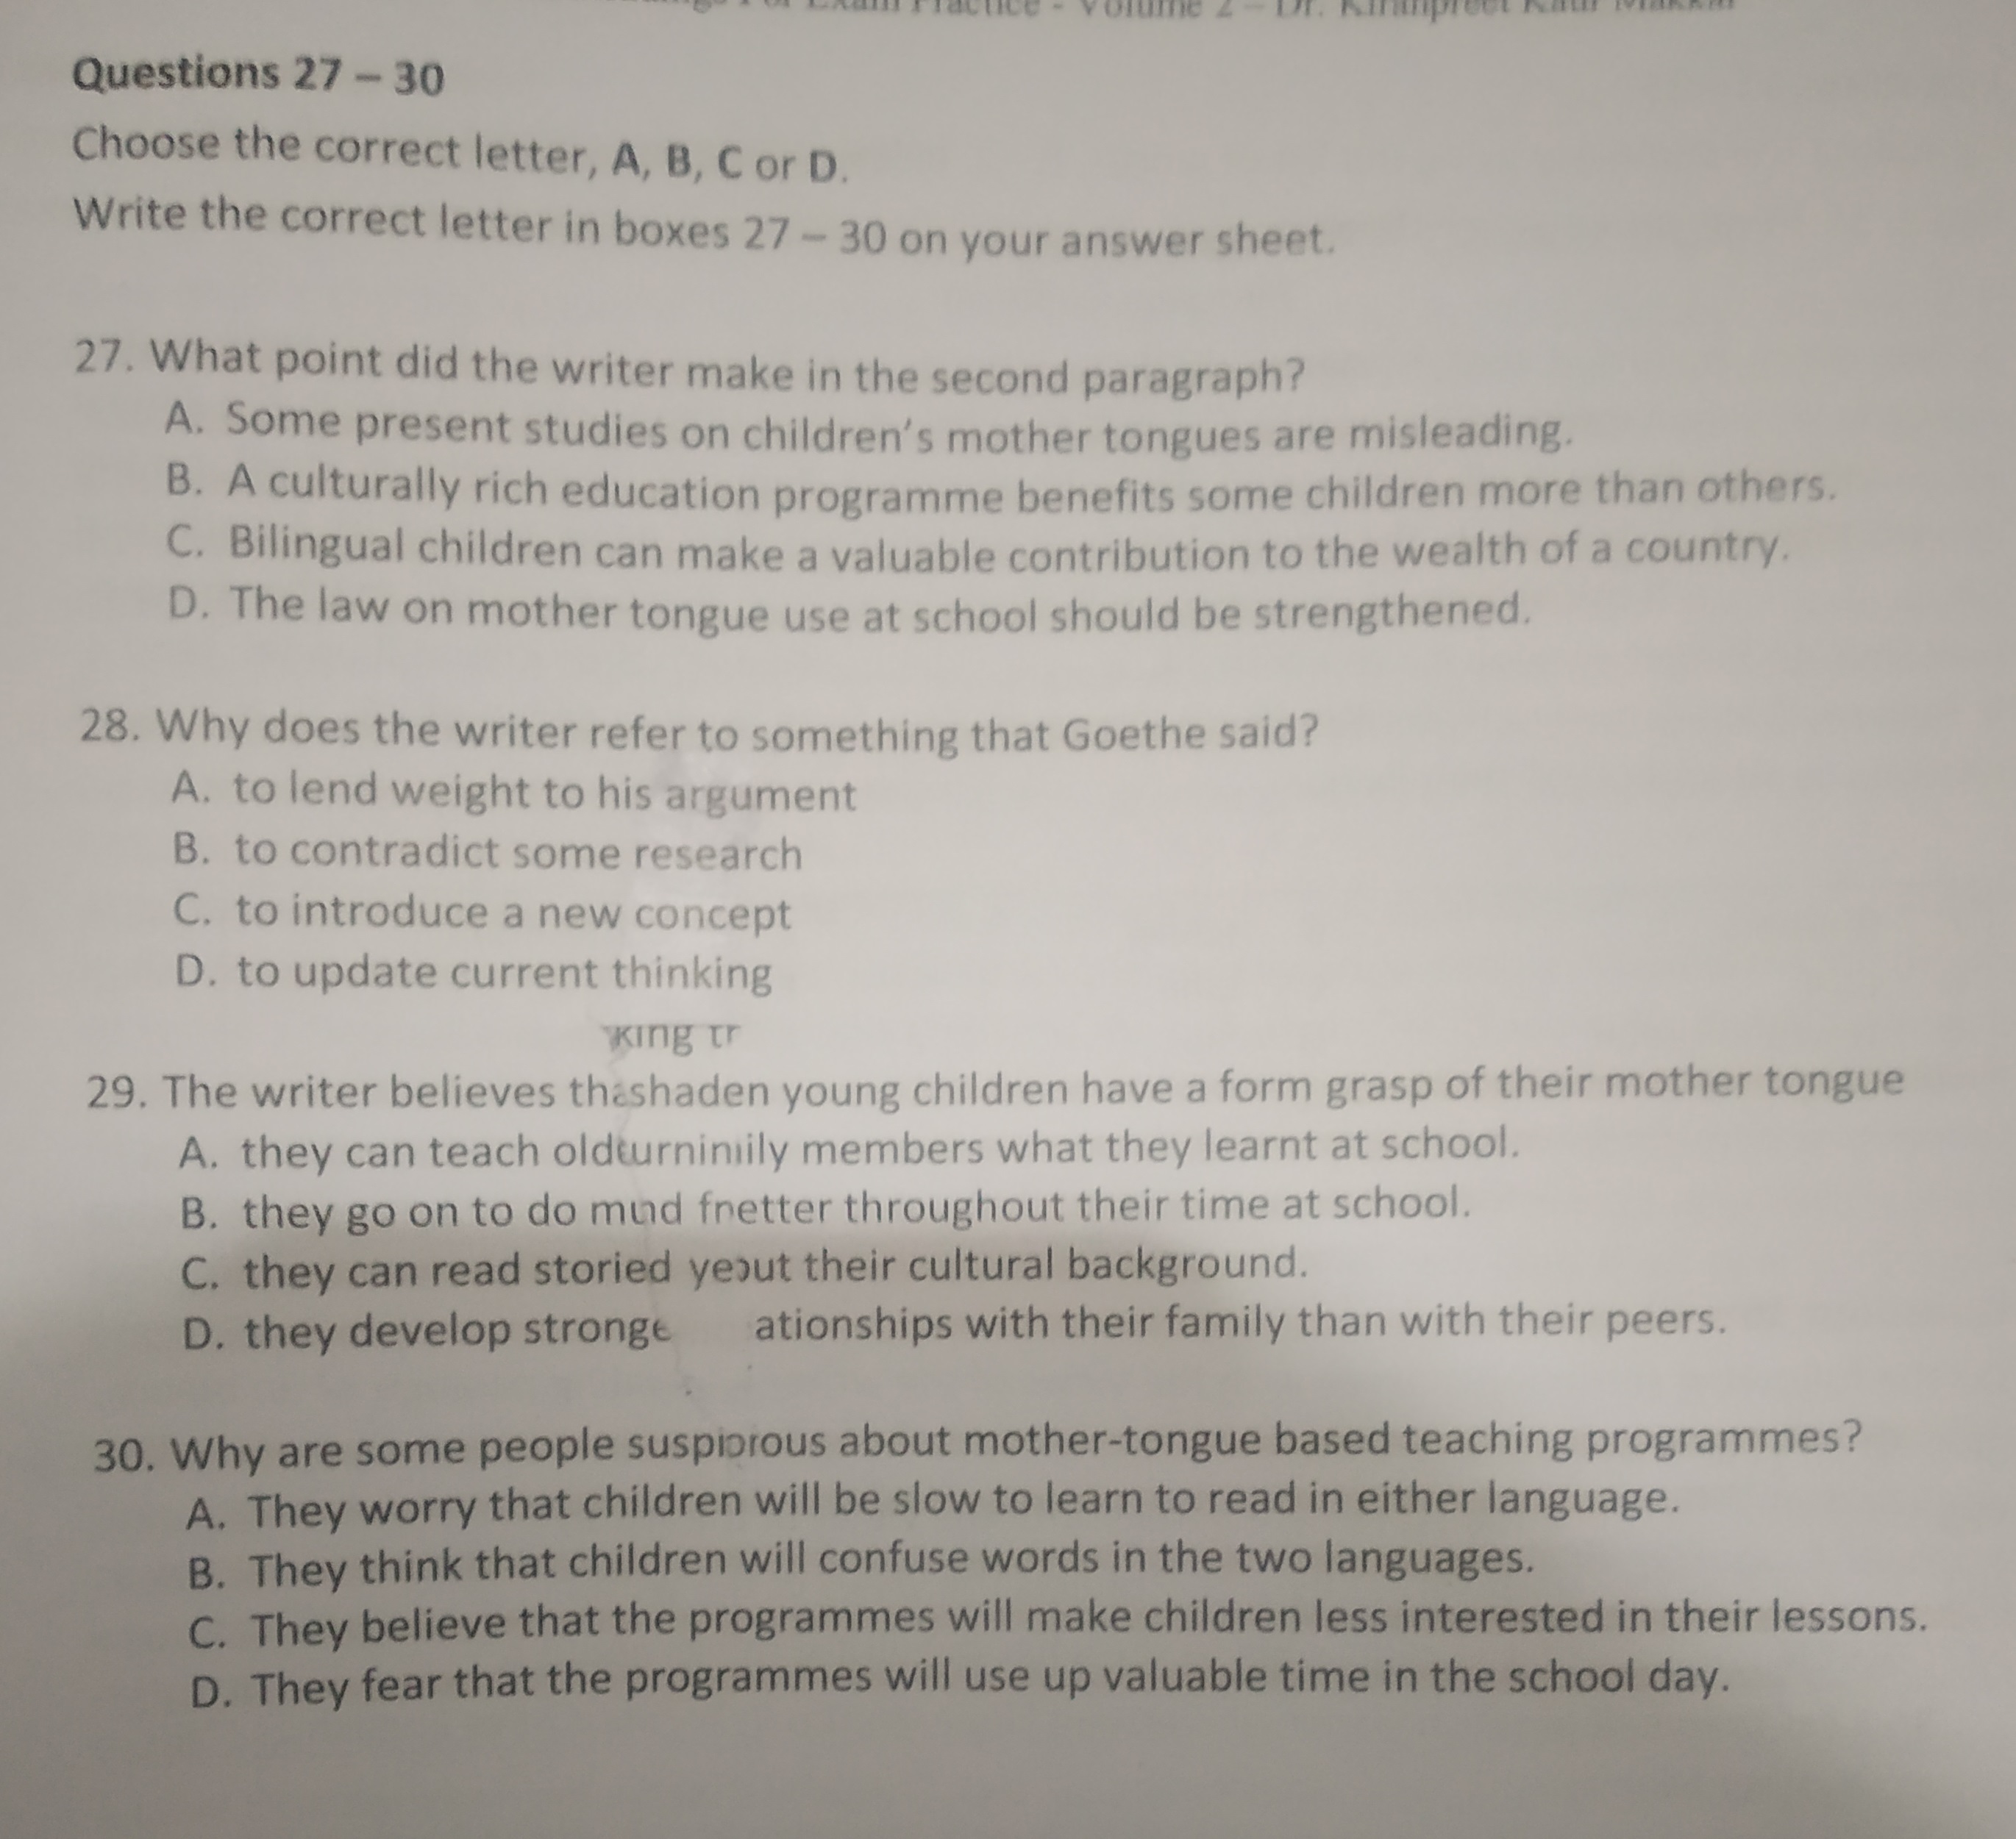 For Exam Practice - Volume 2 – Dr. Kiranpreet Kaur Makkar
Questions 27 – 30
Choose the correct letter, A, B, C or D.
Write the correct letter in boxes 27 – 30 on your answer sheet.
27. What point did the writer make in the second paragraph?
A. Some present studies on children's mother tongues are misleading.
B. A culturally rich education programme benefits some children more than others.
C. Bilingual children can make a valuable contribution to the wealth of a country.
D. The law on mother tongue use at school should be strengthened.
28. Why does the writer refer to something that Goethe said?
A. to lend weight to his argument
B. to contradict some research
C. to introduce a new concept
D. to update current thinking
king
29. The writer believes young children have a form grasp of their mother tongue
A. they can teach members what they learnt at school.
B. they go on to do throughout their time at school.
C. they can read their cultural background.
D. they develop ationships with their family than with their peers.
30. Why are some people about mother-tongue based teaching programmes?
A. They worry that children will be slow to learn to read in either language.
B. They think that children will confuse words in the two languages.
C. They believe that the programmes will make children less interested in their lessons.
D. They fear that the programmes will use up valuable time in the school day.